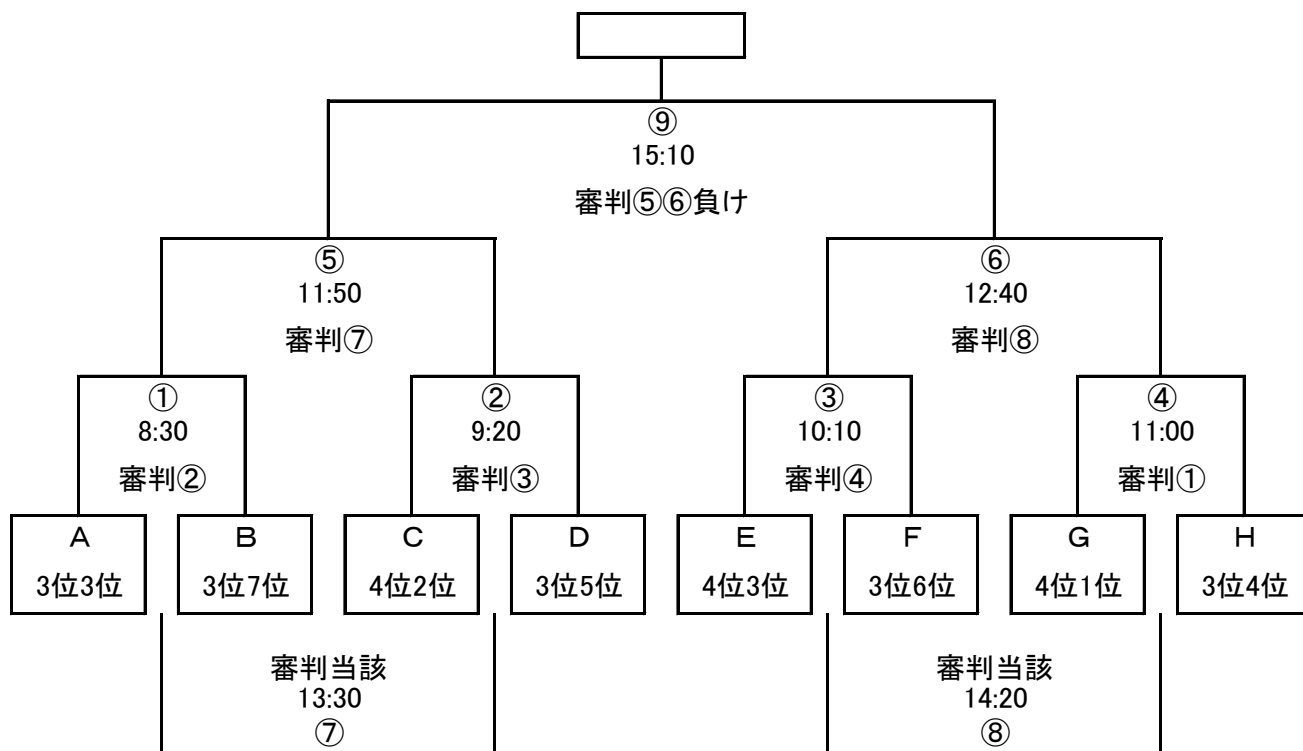 ⑨
15:10
審判⑤⑥負け
⑤
⑥
11:50
12:40
審判⑦
審判⑧
①
②
③
④
8:30
9:20
10:10
11:00
審判②
審判③
審判④
審判①
A
B
C
D
E
F
G
H
3位3位
3位7位
4位2位
3位5位
4位3位
3位6位
4位1位
3位4位
審判当該
審判当該
13:30
14:20
⑦
⑧